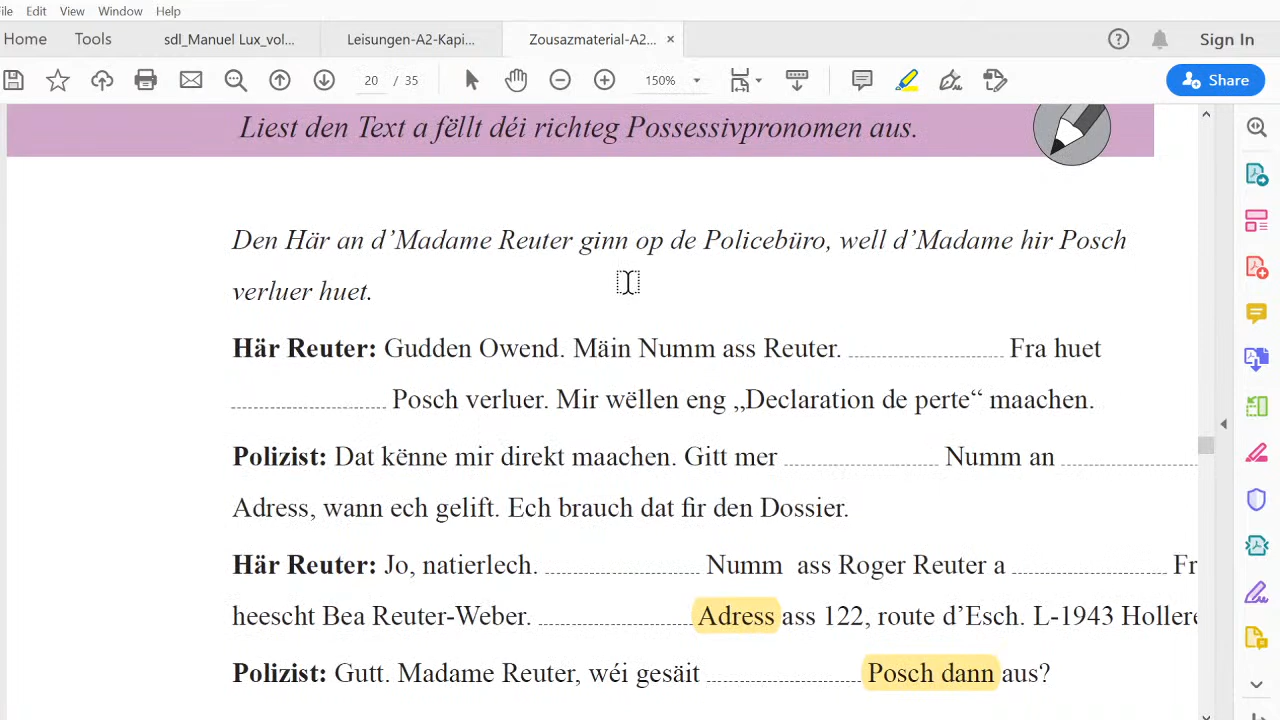 File Edit View Window Help
Home Tools sdl_Manuel Lux_vol... Leisungen-A2-Kapi... Zousazmaterial-A2... × Sign In
20 / 35 150% Share
Liest den Text a fëllt déi richteg Possessivpronomen aus.
Den Här an d’Madame Reuter ginn op de Policebüro, well d’Madame hir Posch
verluer huet.
Här Reuter: Gudden Owend. Mäin Numm ass Reuter. Fra huet
Posch verluer. Mir wëllen eng „Declaration de perte“ maachen.
Polizist: Dat kënne mir direkt maachen. Gitt mer Numm an
Adress, wann ech gelift. Ech brauch dat fir den Dossier.
Här Reuter: Jo, natierlech. Numm ass Roger Reuter a Fr
heescht Bea Reuter-Weber. Adress ass 122, route d’Esch. L-1943 Hollere
Polizist: Gutt. Madame Reuter, wéi gesäit Posch dann aus?